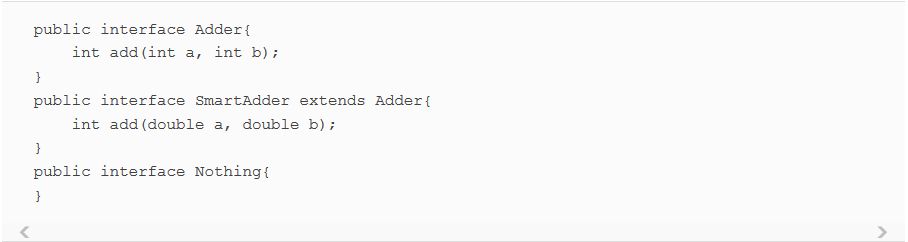 public interface Adder{
    int add(int a, int b);
}
public interface SmartAdder extends Adder{
    int add(double a, double b);
}
public interface Nothing{
}